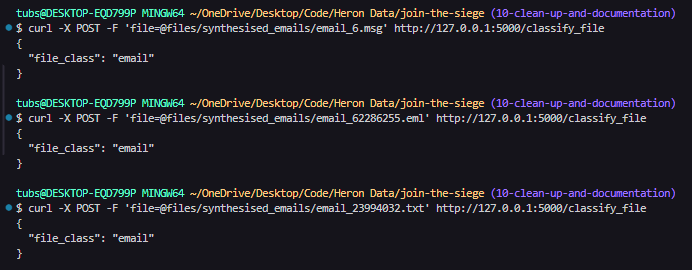 tubs@DESKTOP-EQD799P MINGW64 ~/OneDrive/Desktop/Code/Heron Data/join-the-siege (10-clean-up-and-documentation)
$ curl -X POST -F 'file=@files/synthesised_emails/email_6.msg' http://127.0.0.1:5000/classify_file
{
  "file_class": "email"
}
tubs@DESKTOP-EQD799P MINGW64 ~/OneDrive/Desktop/Code/Heron Data/join-the-siege (10-clean-up-and-documentation)
$ curl -X POST -F 'file=@files/synthesised_emails/email_62286255.eml' http://127.0.0.1:5000/classify_file
{
  "file_class": "email"
}
tubs@DESKTOP-EQD799P MINGW64 ~/OneDrive/Desktop/Code/Heron Data/join-the-siege (10-clean-up-and-documentation)
$ curl -X POST -F 'file=@files/synthesised_emails/email_23994032.txt' http://127.0.0.1:5000/classify_file
{
  "file_class": "email"
}